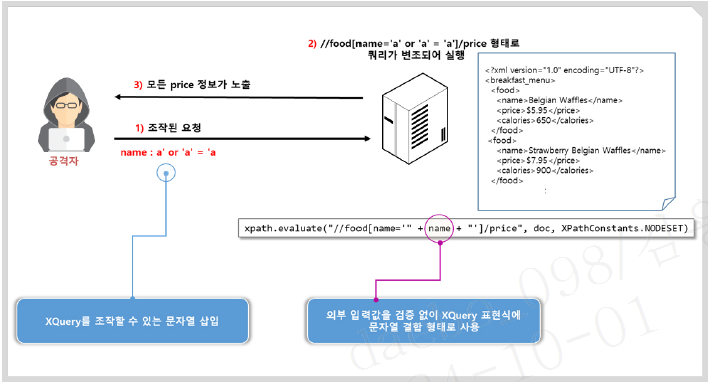 2) //food[name='a' or 'a' = 'a']/price 형태로
쿼리가 변조되어 실행
3) 모든 price 정보가 노출
1) 조작된 요청
name : a' or 'a' = 'a
공격자
<?xml version="1.0" encoding="UTF-8"?>
<breakfast_menu>
<food>
<name>Belgian Waffles</name>
<price>$5.95</price>
<calories>650</calories>
</food>
<food>
<name>Strawberry Belgian Waffles</name>
<price>$7.95</price>
<calories>900</calories>
</food>
:
xpath.evaluate("//food[name='" + name + "']/price", doc, XPathConstants.NODESET)
XQuery를 조작할 수 있는 문자열 삽입
외부 입력값을 검증 없이 XQuery 표현식에
문자열 결합 형태로 사용